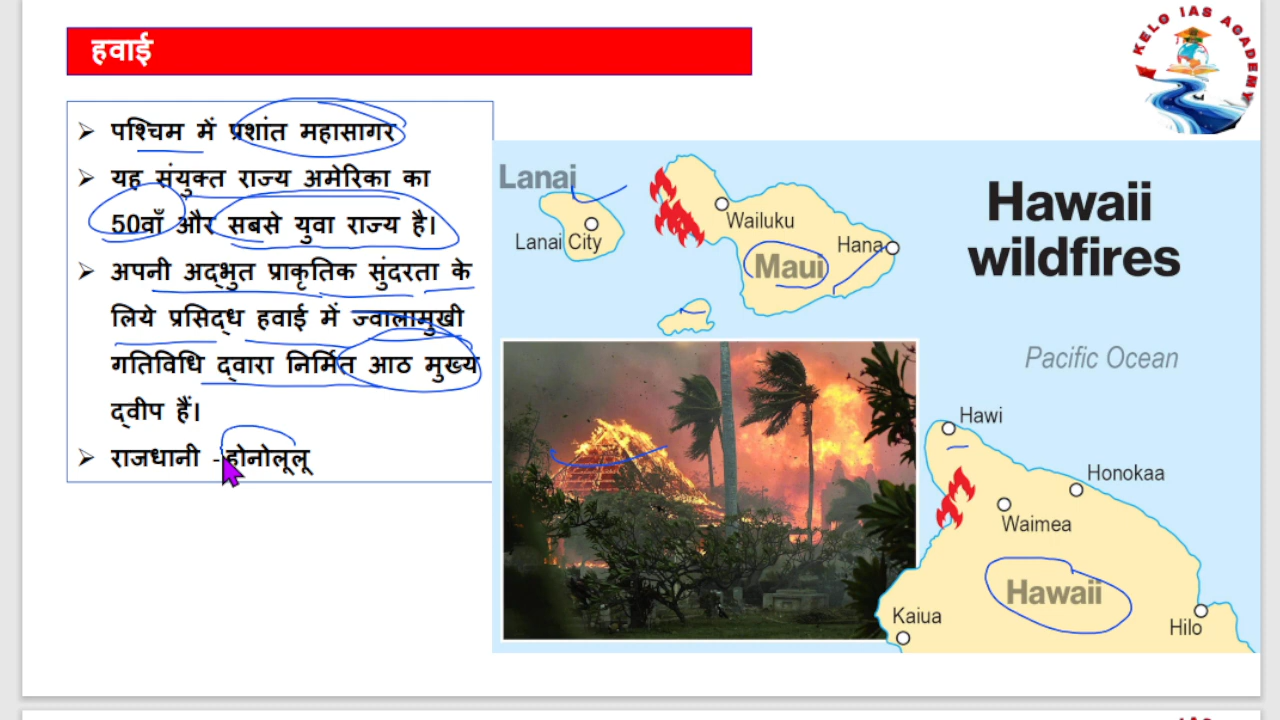 हवाई
KELO IAS ACADEMY
➢ पश्चिम में प्रशांत महासागर
➢ यह संयुक्त राज्य अमेरिका का
50वाँ और सबसे युवा राज्य है।
➢ अपनी अद्भुत प्राकृतिक सुंदरता के
लिये प्रसिद्ध हवाई में ज्वालामुखी
गतिविधि द्वारा निर्मित आठ मुख्य
द्वीप हैं।
➢ राजधानी - होनोलूलू
Lanai
Lanai City
Wailuku
Maui
Hana
Hawaii
wildfires
Pacific Ocean
Hawi
Honokaa
Waimea
Hawaii
Kaiua
Hilo